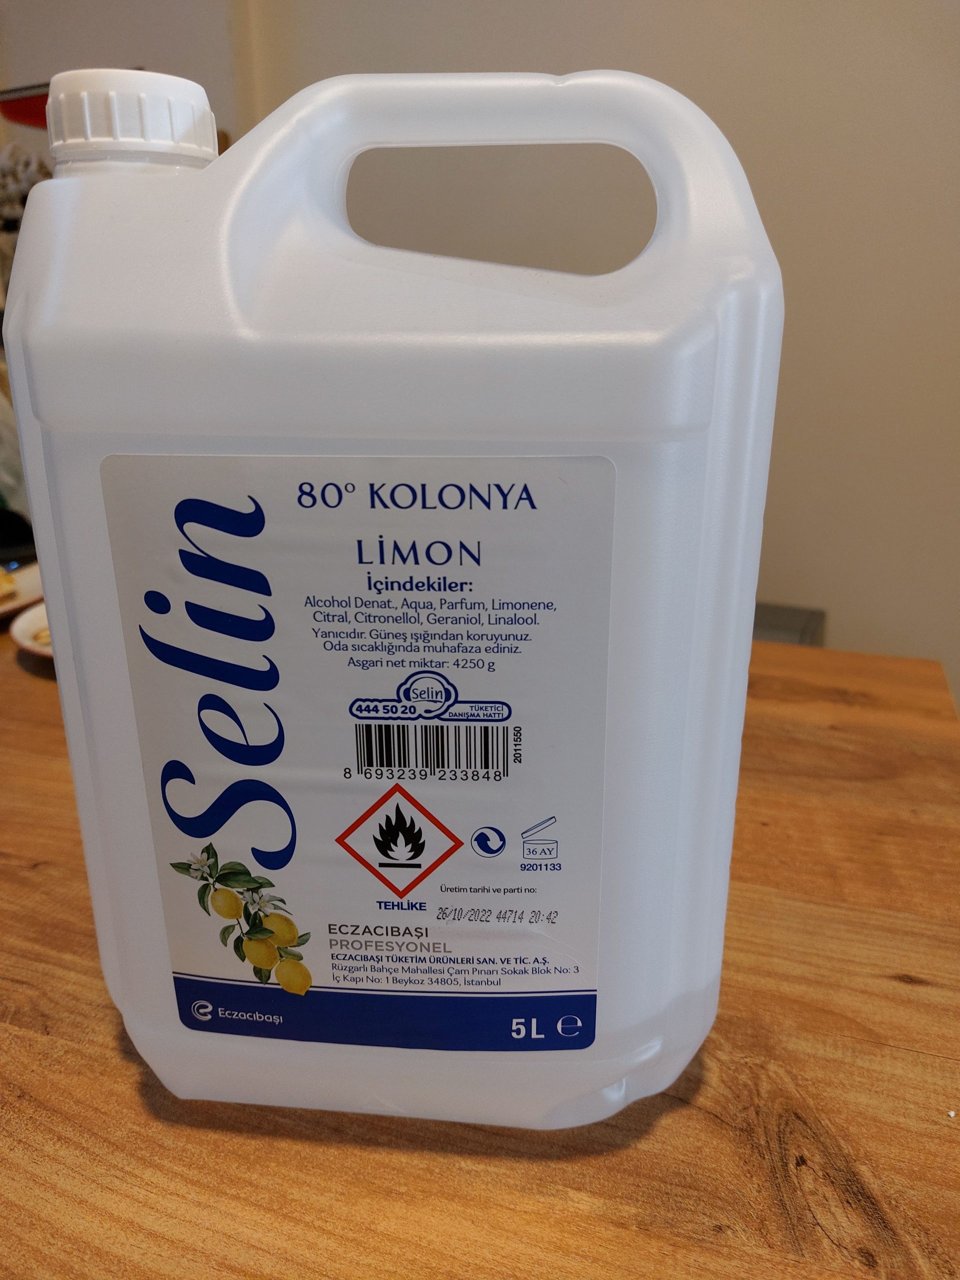 Selin
80° KOLONYA
LİMON
İçindekiler:
Alcohol Denat., Aqua, Parfum, Limonene,
Citral, Citronellol, Geraniol, Linalool.
Yanıcıdır. Güneş ışığından koruyunuz.
Oda sıcaklığında muhafaza ediniz.
Asgari net miktar: 4250 g
Selin
444 50 20
TÜKETİCİ
DANIŞMA HATTI
2011550
8 693239 233848
36 AY
9201133
TEHLİKE
Üretim tarihi ve parti no:
26/10/2022 44714 20:42
ECZACIBAŞI
PROFESYONEL
ECZACIBAŞI TÜKETİM ÜRÜNLERİ SAN. VE TİC. A.Ş.
Rüzgarlı Bahçe Mahallesi Çam Pınarı Sokak Blok No: 3
İç Kapı No: 1 Beykoz 34805, İstanbul
Eczacıbaşı
5L ℮